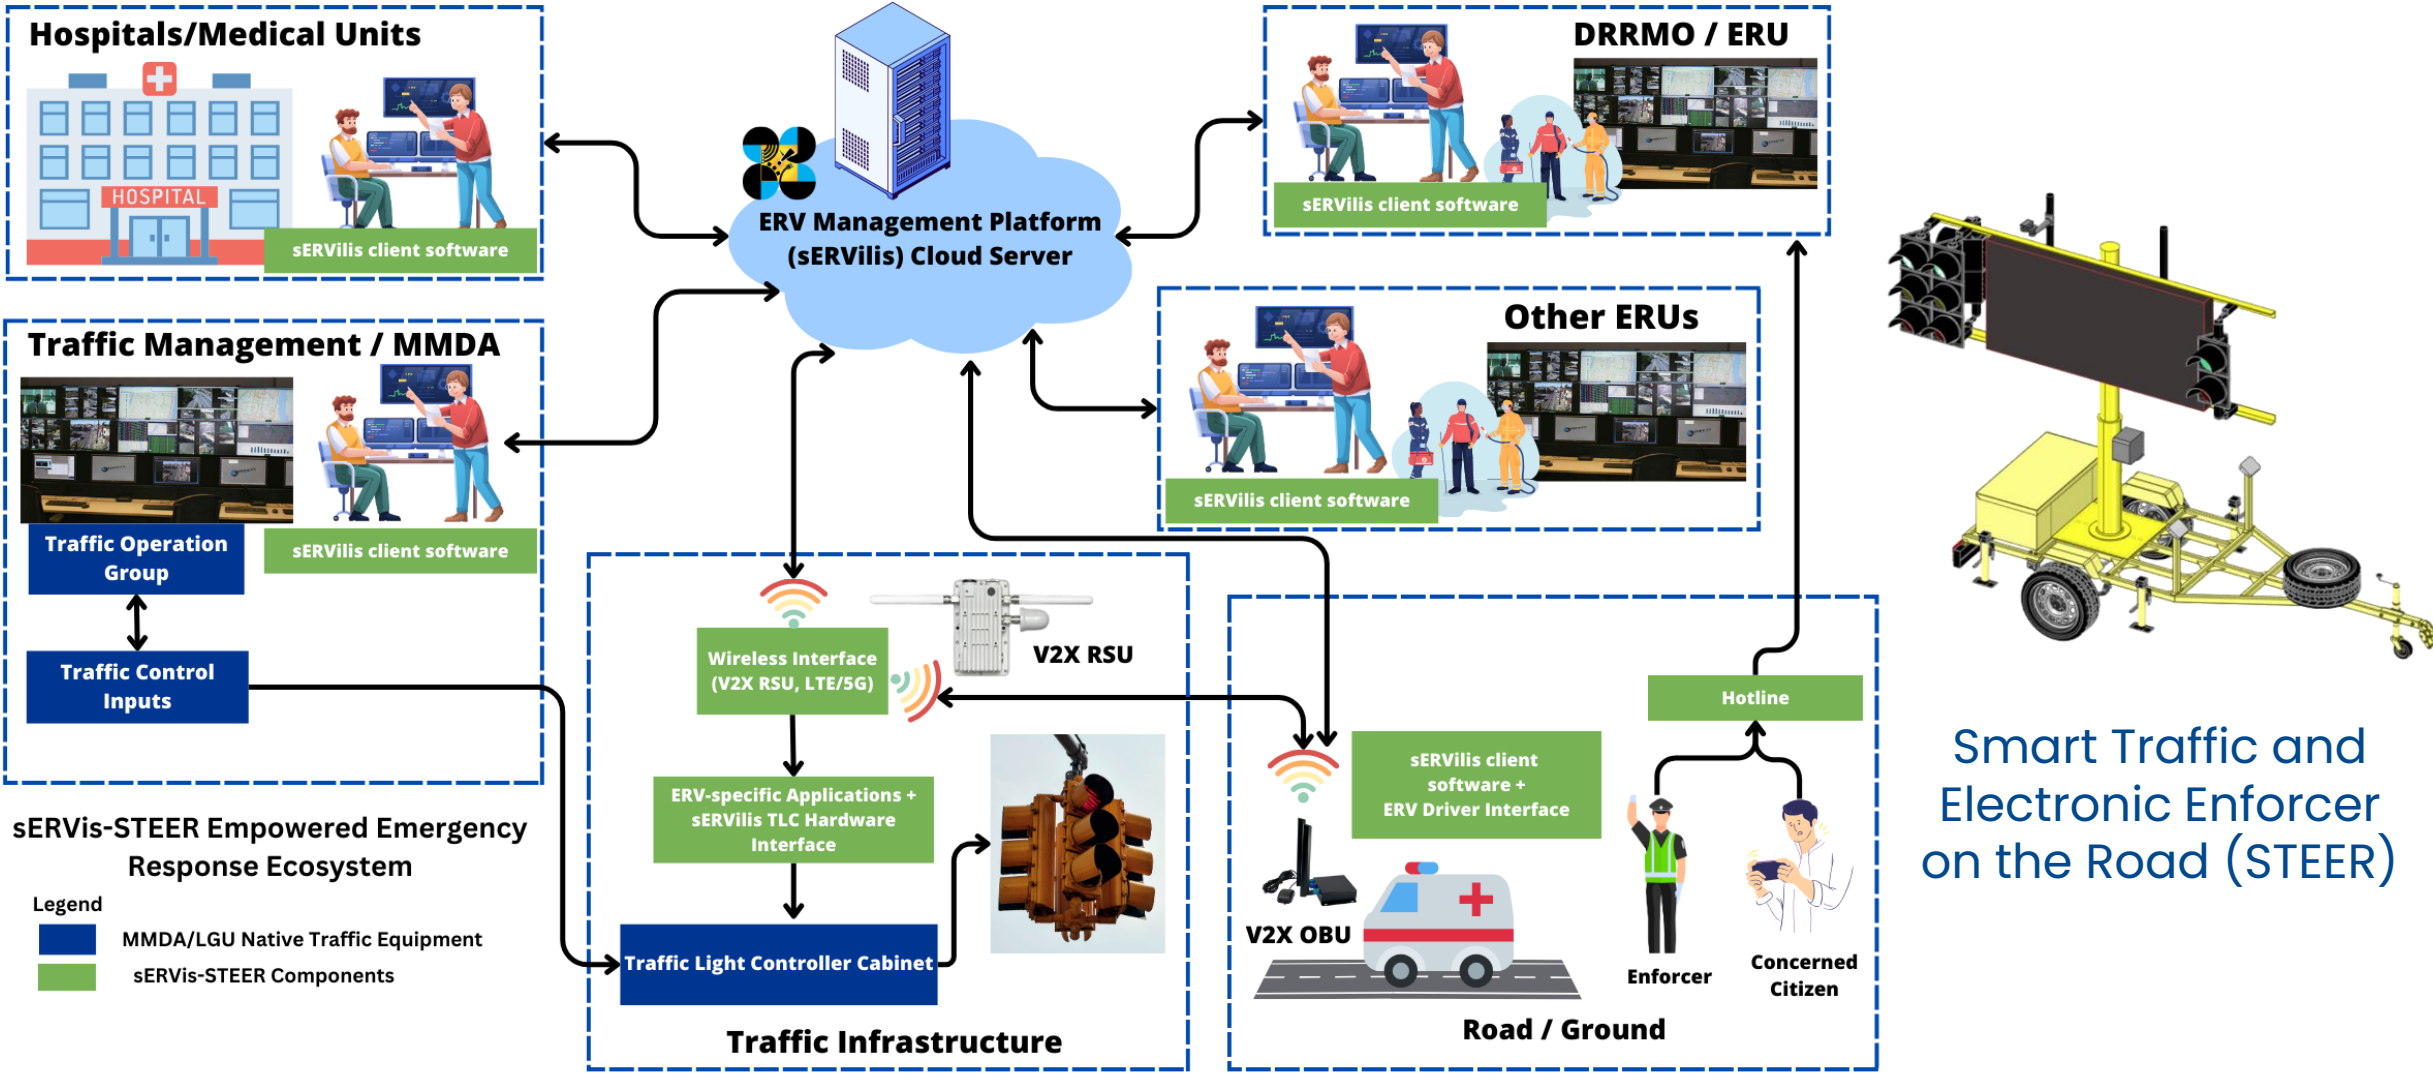 Hospitals/Medical Units
HOSPITAL
sERVilis client software
ERV Management Platform
(sERVilis) Cloud Server
DRRMO / ERU
sERVilis client software
Other ERUs
sERVilis client software
Traffic Management / MMDA
Traffic Operation
Group
sERVilis client software
Traffic Control
Inputs
sERVis-STEER Empowered Emergency
Response Ecosystem
Legend
MMDA/LGU Native Traffic Equipment
sERVis-STEER Components
V2X RSU
Wireless Interface
(V2X RSU, LTE/5G)
ERV-specific Applications +
sERVilis TLC Hardware
Interface
Traffic Light Controller Cabinet
Traffic Infrastructure
Hotline
sERVilis client
software +
ERV Driver Interface
V2X OBU
Enforcer
Concerned
Citizen
Road / Ground
Smart Traffic and
Electronic Enforcer
on the Road (STEER)